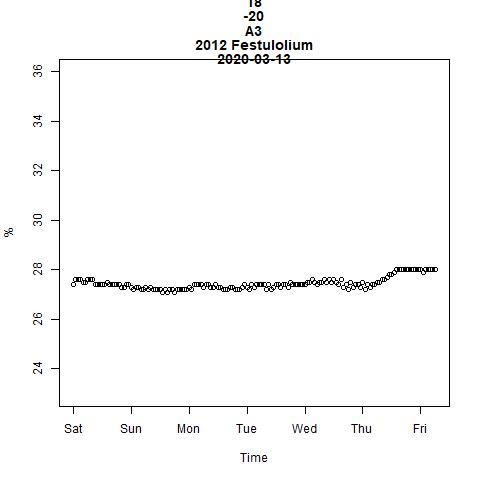 18
-20
A3
2012 Festulolium
2020-03-13
36
34
32
30
28
26
24
%
Sat Sun Mon Tue Wed Thu Fri
Time